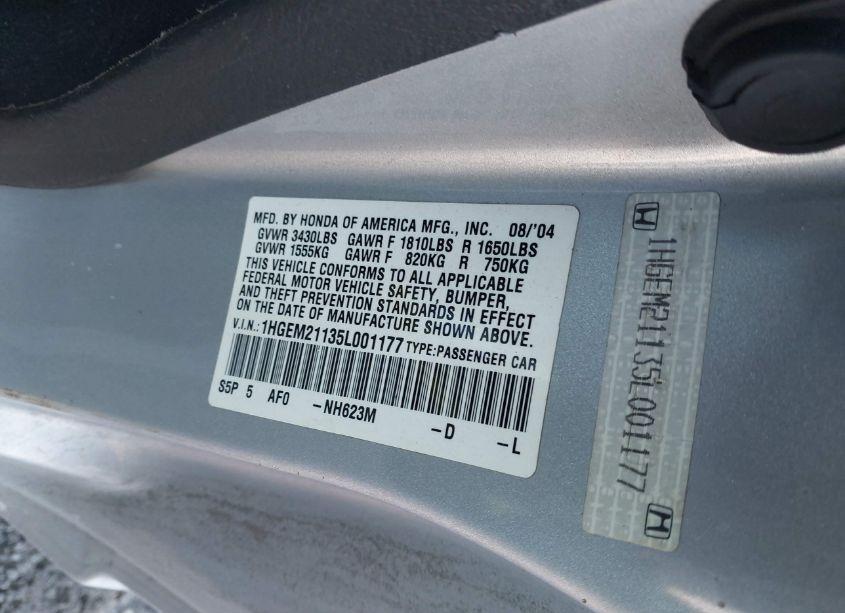 MFD. BY HONDA OF AMERICA MFG., INC. 08/'04
GVWR 3430LBS GAWR F 1810LBS R 1650LBS
GVWR 1555KG GAWR F 820KG R 750KG
THIS VEHICLE CONFORMS TO ALL APPLICABLE
FEDERAL MOTOR VEHICLE SAFETY, BUMPER,
AND THEFT PREVENTION STANDARDS IN EFFECT
ON THE DATE OF MANUFACTURE SHOWN ABOVE.
V.I.N.: 1HGEM21135L001177 TYPE:PASSENGER CAR
S5P 5 AF0 -NH623M -D -L
1HGEM21135L001177